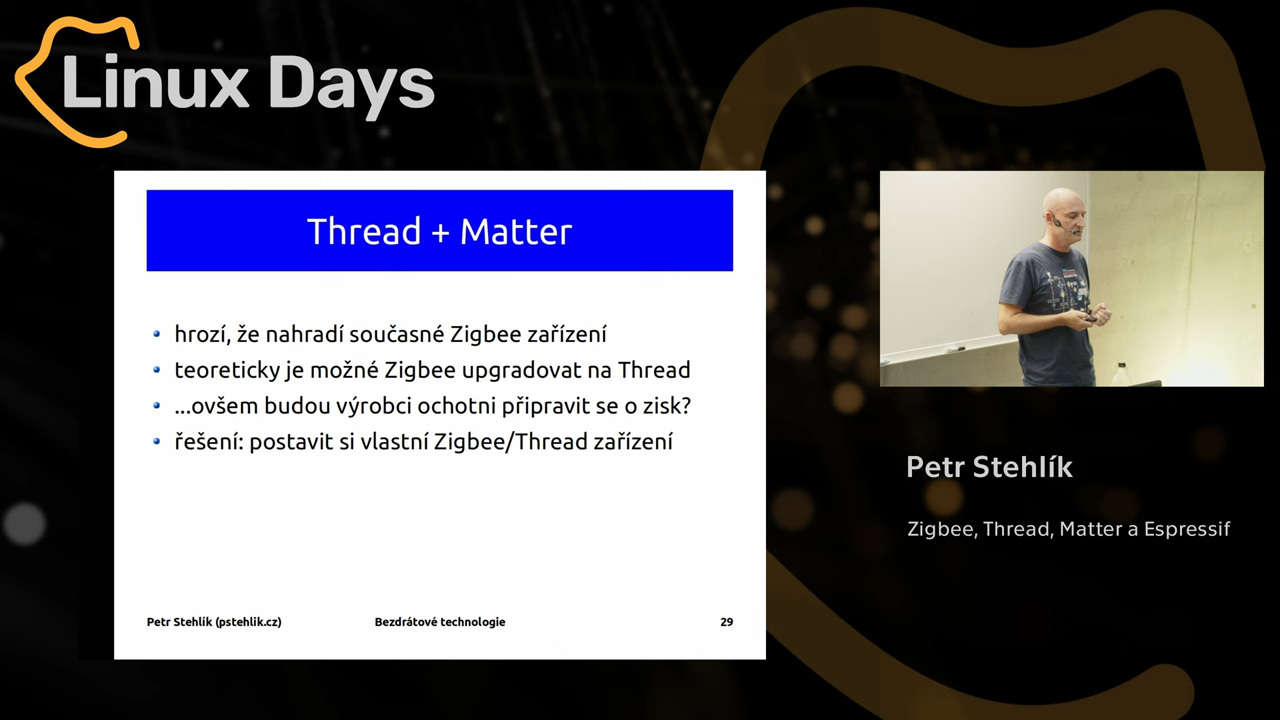 Linux Days
Thread + Matter
hrozí, že nahradí současné Zigbee zařízení
teoreticky je možné Zigbee upgradovat na Thread
...ovšem budou výrobci ochotni připravit se o zisk?
řešení: postavit si vlastní Zigbee/Thread zařízení
Petr Stehlík (pstehlik.cz)
Bezdrátové technologie
29
Petr Stehlík
Zigbee, Thread, Matter a Espressif